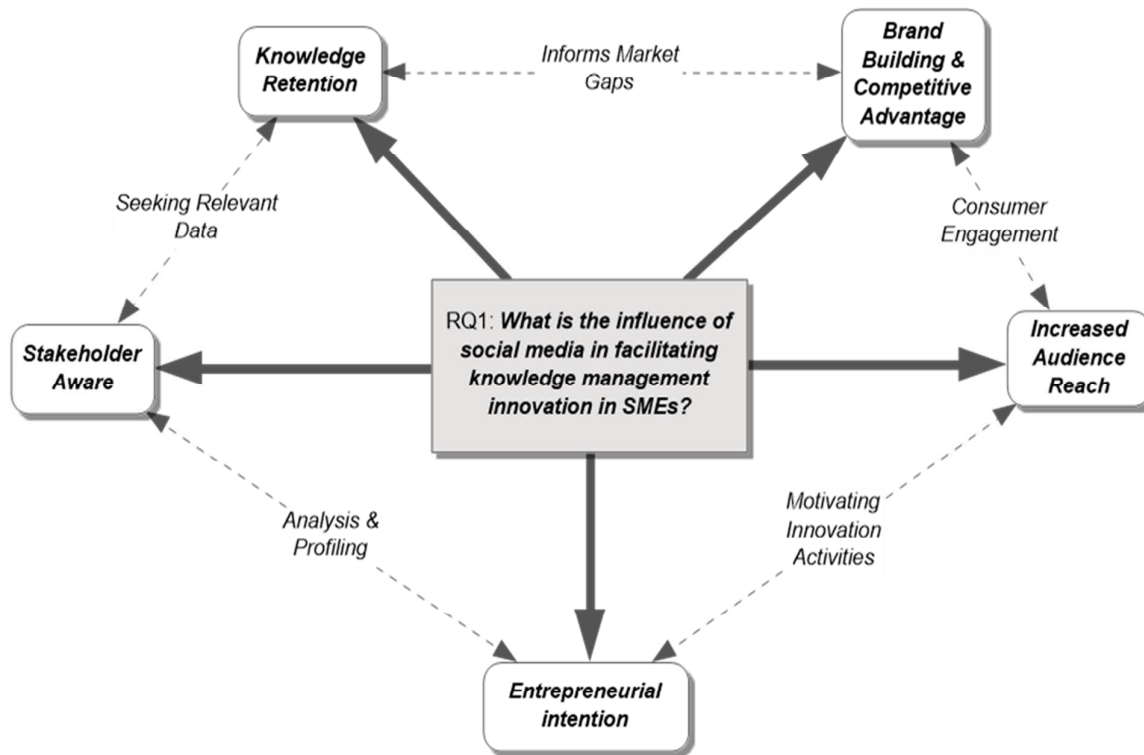 Knowledge
Retention
Informs Market
Gaps
Brand
Building &
Competitive
Advantage
Seeking Relevant
Data
Consumer
Engagement
RQ1: What is the influence of
social media in facilitating
knowledge management
innovation in SMEs?
Stakeholder
Aware
Increased
Audience
Reach
Analysis &
Profiling
Motivating
Innovation
Activities
Entrepreneurial
intention